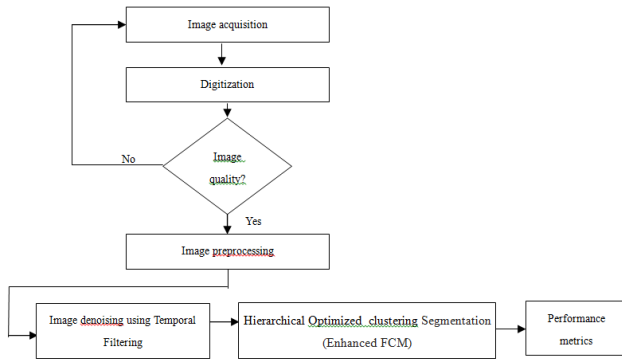 Image acquisition
Digitization
Image
quality?
No
Yes
Image preprocessing
Image denoising using Temporal
Filtering
Hierarchical Optimized clustering Segmentation
(Enhanced FCM)
Performance
metrics